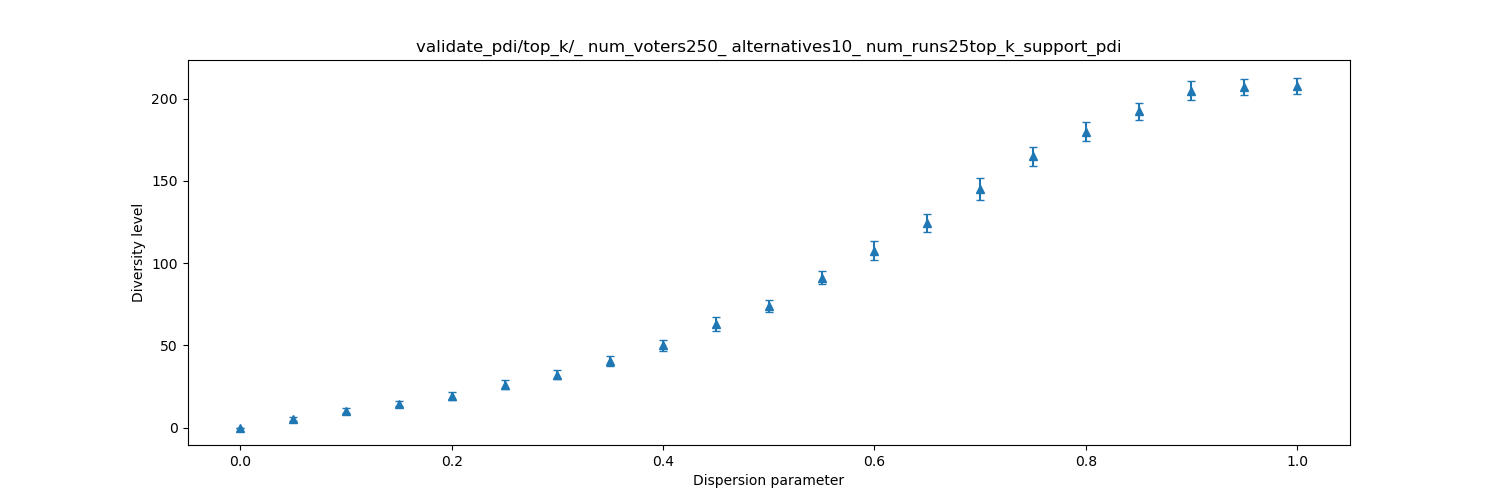 validate_pdi/top_k/_ num_voters250_ alternatives10_ num_runs25top_k_support_pdi
200
150
100
50
0
Diversity level
0.0 0.2 0.4 0.6 0.8 1.0
Dispersion parameter